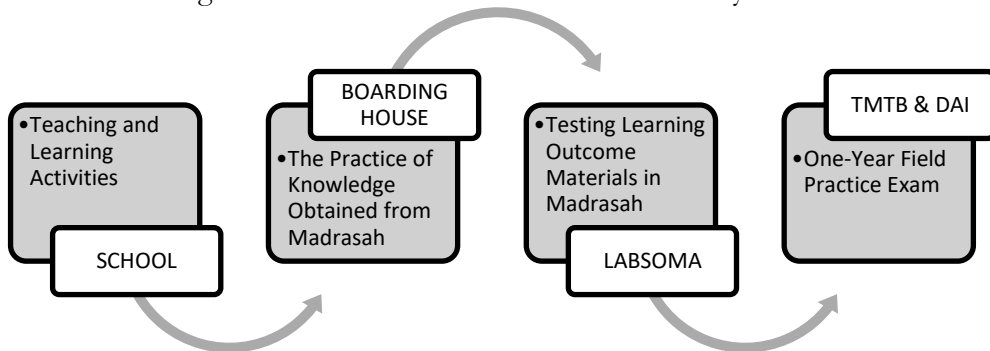 •Teaching and
Learning
Activities
SCHOOL
BOARDING
HOUSE
•The Practice of
Knowledge
Obtained from
Madrasah
•Testing Learning
Outcome
Materials in
Madrasah
LABSOMA
TMTB & DAI
•One-Year Field
Practice Exam